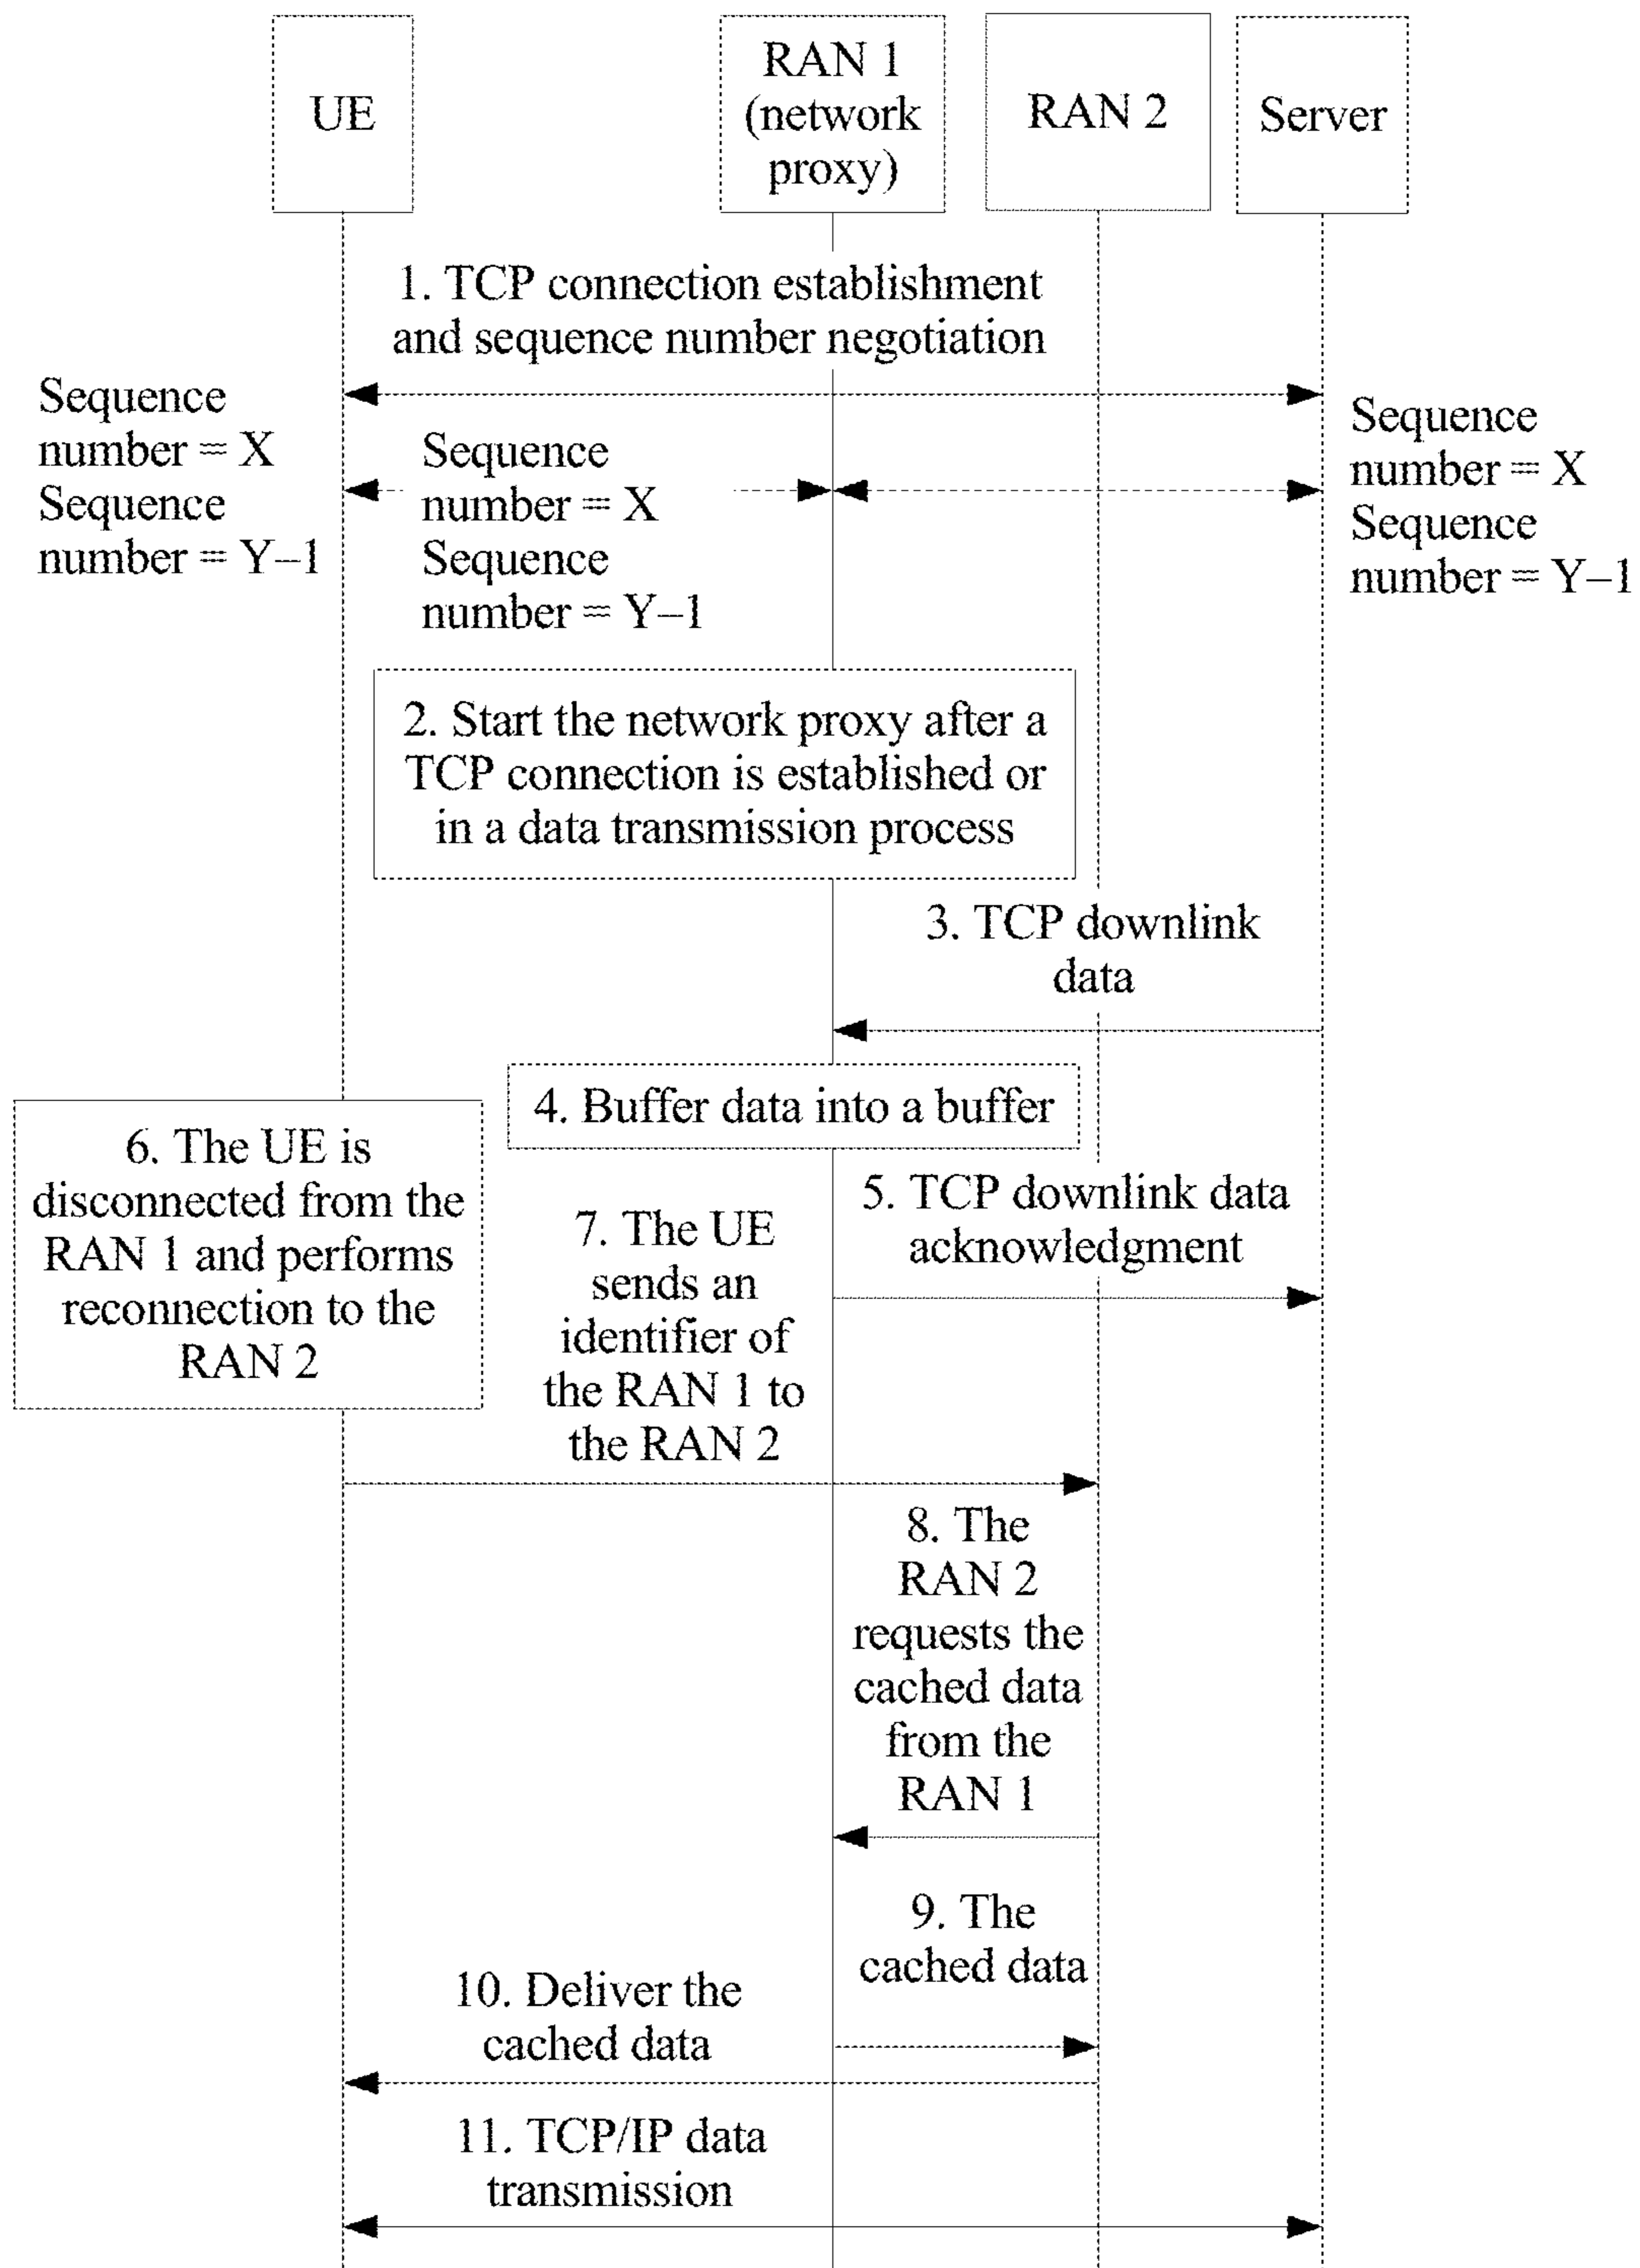 UE
RAN 1
(network
proxy)
RAN 2
Server
1. TCP connection establishment
and sequence number negotiation
Sequence
number = X
Sequence
number = Y–1
Sequence
number = X
Sequence
number = Y–1
Sequence
number = X
Sequence
number = Y–1
2. Start the network proxy after a
TCP connection is established or
in a data transmission process
3. TCP downlink
data
4. Buffer data into a buffer
5. TCP downlink data
acknowledgment
6. The UE is
disconnected from the
RAN 1 and performs
reconnection to the
RAN 2
7. The UE
sends an
identifier of
the RAN 1 to
the RAN 2
8. The
RAN 2
requests the
cached data
from the
RAN 1
9. The
cached data
10. Deliver the
cached data
11. TCP/IP data
transmission